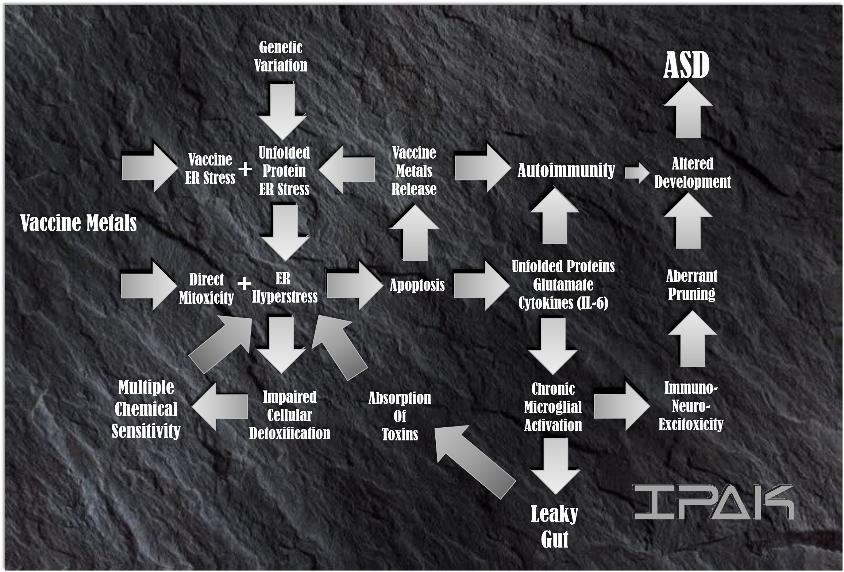 Genetic
Variation
ASD
Vaccine
ER Stress
+
Unfolded
Protein
ER Stress
Vaccine
Metals
Release
Autoimmunity
Altered
Development
Vaccine Metals
Direct
Mitoxicity
+
ER
Hyperstress
Apoptosis
Unfolded Proteins
Glutamate
Cytokines (IL-6)
Aberrant
Pruning
Multiple
Chemical
Sensitivity
Impaired
Cellular
Detoxification
Absorption
Of
Toxins
Chronic
Microglial
Activation
Immuno-
Neuro-
Excitoxicity
Leaky
Gut
IPAK